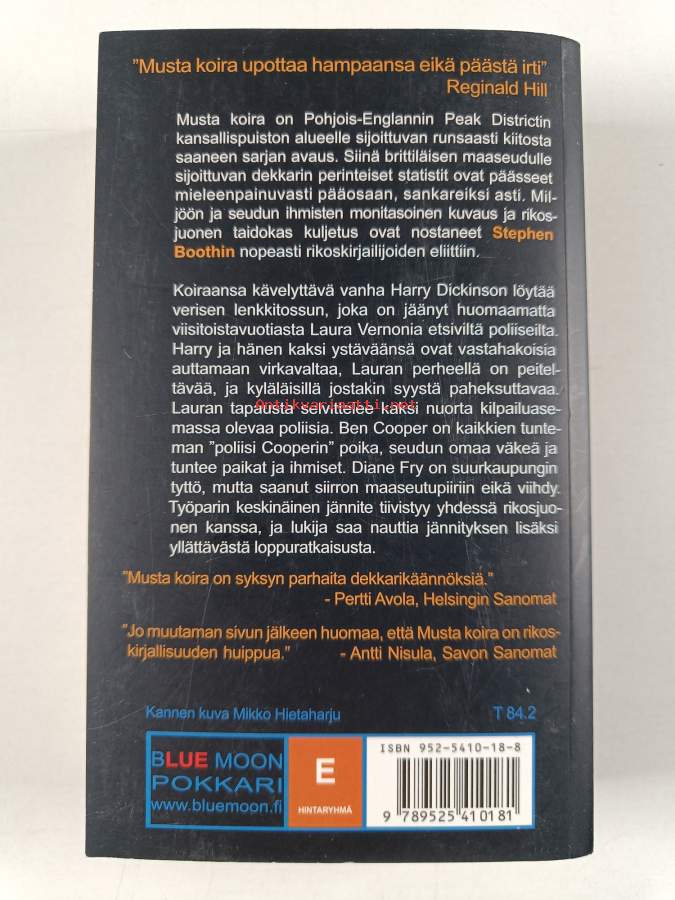 "Musta koira upottaa hampaansa eikä päästä irti"
Reginald Hill
Musta koira on Pohjois-Englannin Peak Districtin
kansallispuiston alueelle sijoittuvan runsaasti kiitosta
saaneen sarjan avaus. Siinä brittiläisen maaseudulle
sijoittuvan dekkarin perinteiset statistit ovat päässeet
mieleenpainuvasti pääosaan, sankareiksi asti. Mil-
jöön ja seudun ihmisten monitasoinen kuvaus ja rikos-
juonen taidokas kuljetus ovat nostaneet Stephen
Boothin nopeasti rikoskirjailijoiden eliittiin.
Koiraansa kävelyttävä vanha Harry Dickinson löytää
verisen lenkkitossun, joka on jäänyt huomaamatta
viisitoistavuotiasta Laura Vernonia etsiviltä poliiseilta.
Harry ja hänen kaksi ystäväänsä ovat vastahakoisia
auttamaan virkavaltaa, Lauran perheellä on peitel-
tävää, ja kyläläisillä jostakin syystä paheksuttavaa.
Antikvariaatti.net
Lauran tapausta selvittelee kaksi nuorta kilpailuase-
massa olevaa poliisia. Ben Cooper on kaikkien tunte-
man "poliisi Cooperin" poika, seudun omaa väkeä ja
tuntee paikat ja ihmiset. Diane Fry on suurkaupungin
tyttö, mutta saanut siirron maaseutupiiriin eikä viihdy.
Työparin keskinäinen jännite tiivistyy yhdessä rikosjuo-
nen kanssa, ja lukija saa nauttia jännityksen lisäksi
yllättävästä loppuratkaisusta.
"Musta koira on syksyn parhaita dekkarikäännöksiä."
- Pertti Avola, Helsingin Sanomat
"Jo muutaman sivun jälkeen huomaa, että Musta koira on rikos-
kirjallisuuden huippua." - Antti Nisula, Savon Sanomat
Kannen kuva Mikko Hietaharju T 84.2
BLUE MOON
POKKARI
www.bluemoon.fi
E
HINTARYHMÄ
ISBN 952-5410-18-8
9 789525 410181